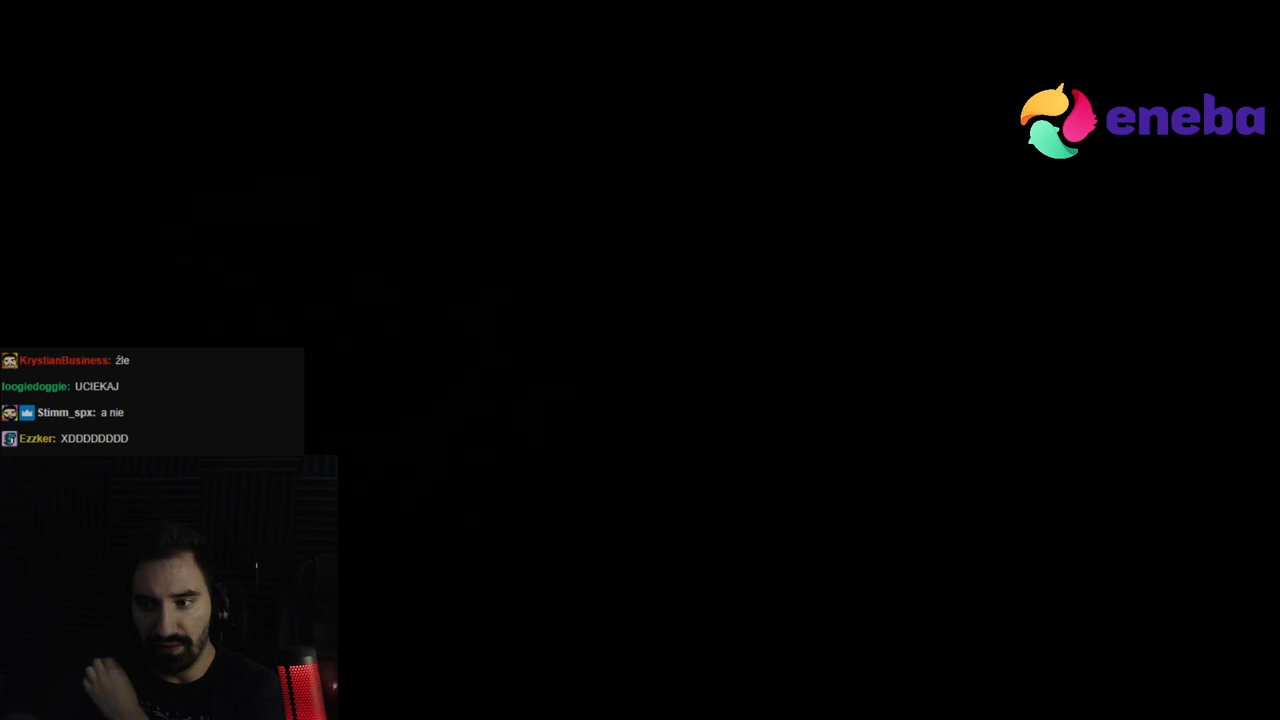 eneba
KrystianBusiness: źle
loogiedoggie: UCIEKAJ
Stimm_spx: a nie
Ezzker: XDDDDDDDD